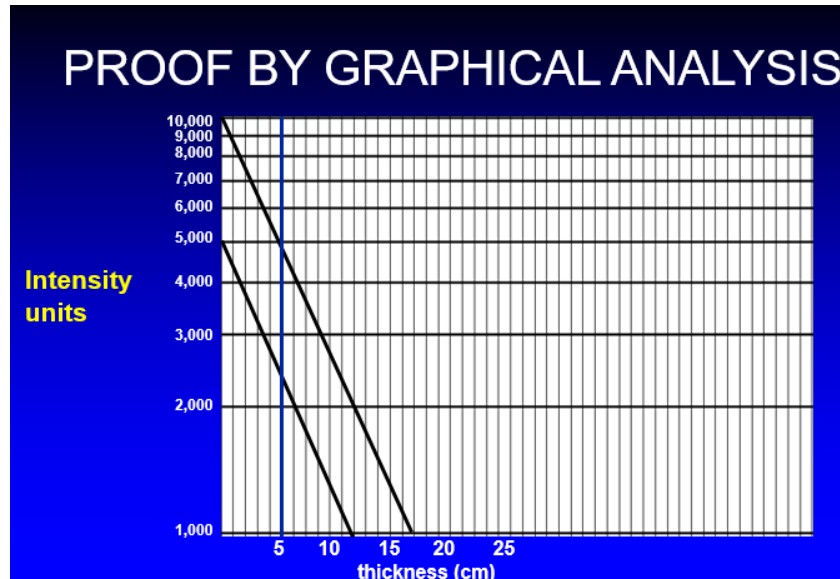 PROOF BY GRAPHICAL ANALYSIS
10,000
9,000
8,000
7,000
6,000
5,000
Intensity
units
4,000
3,000
2,000
1,000
5 10 15 20 25
thickness (cm)